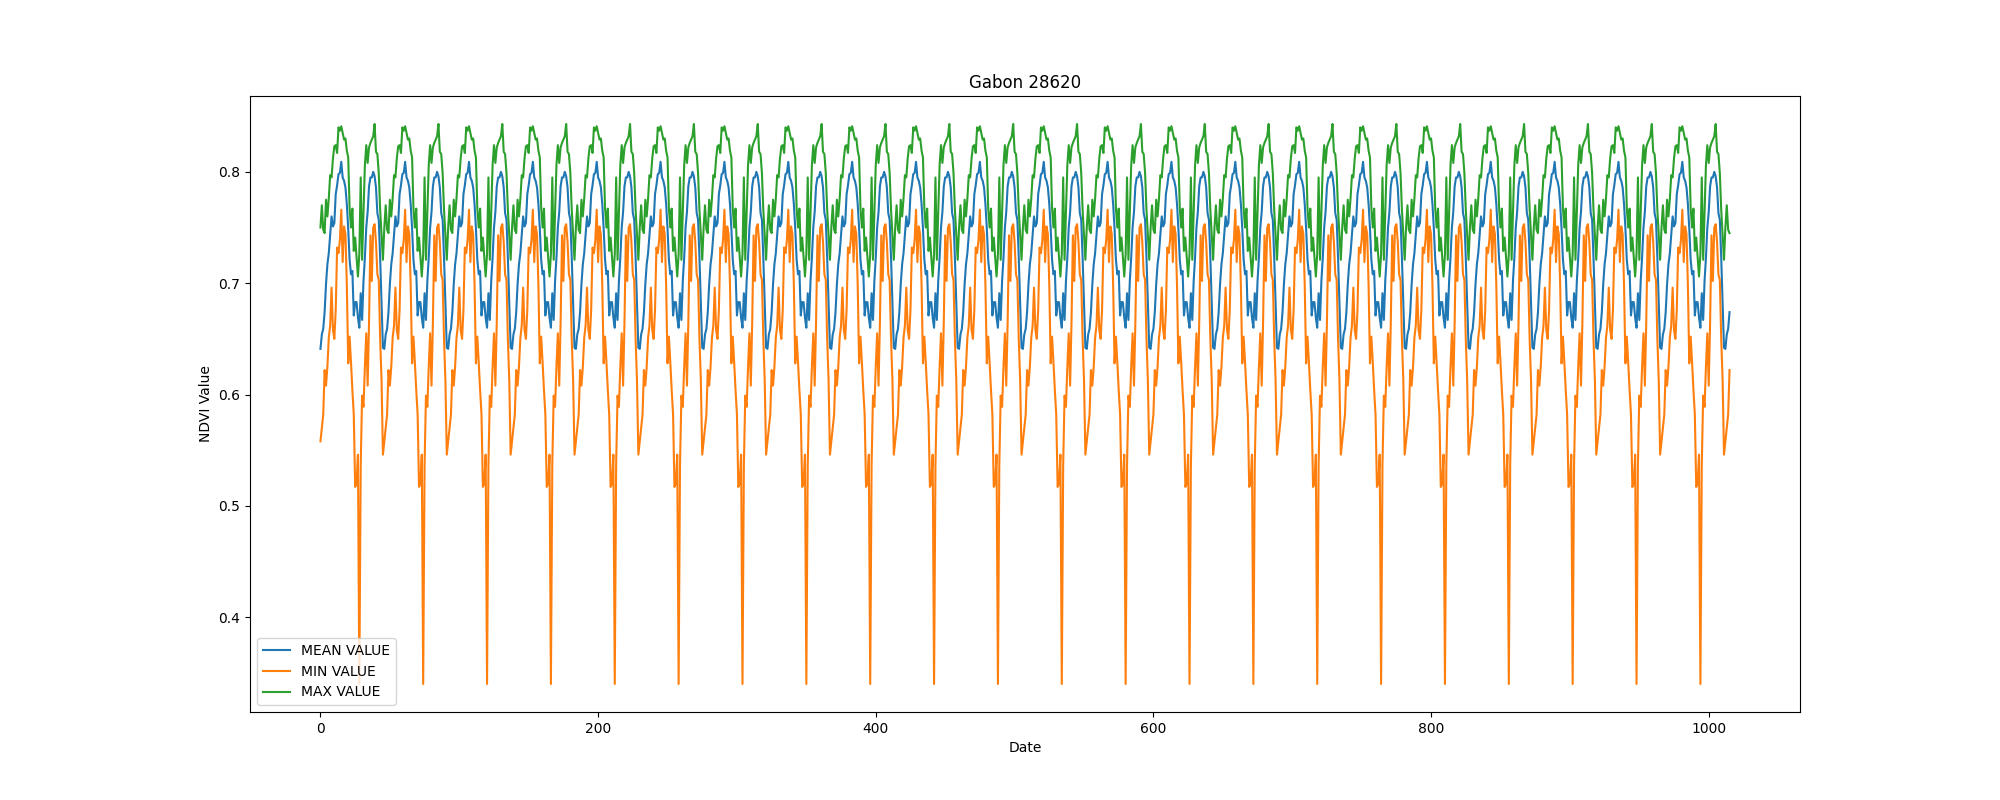 Gabon 28620
NDVI Value
0.8
0.7
0.6
0.5
0.4
MEAN VALUE
MIN VALUE
MAX VALUE
0 200 400 600 800 1000
Date